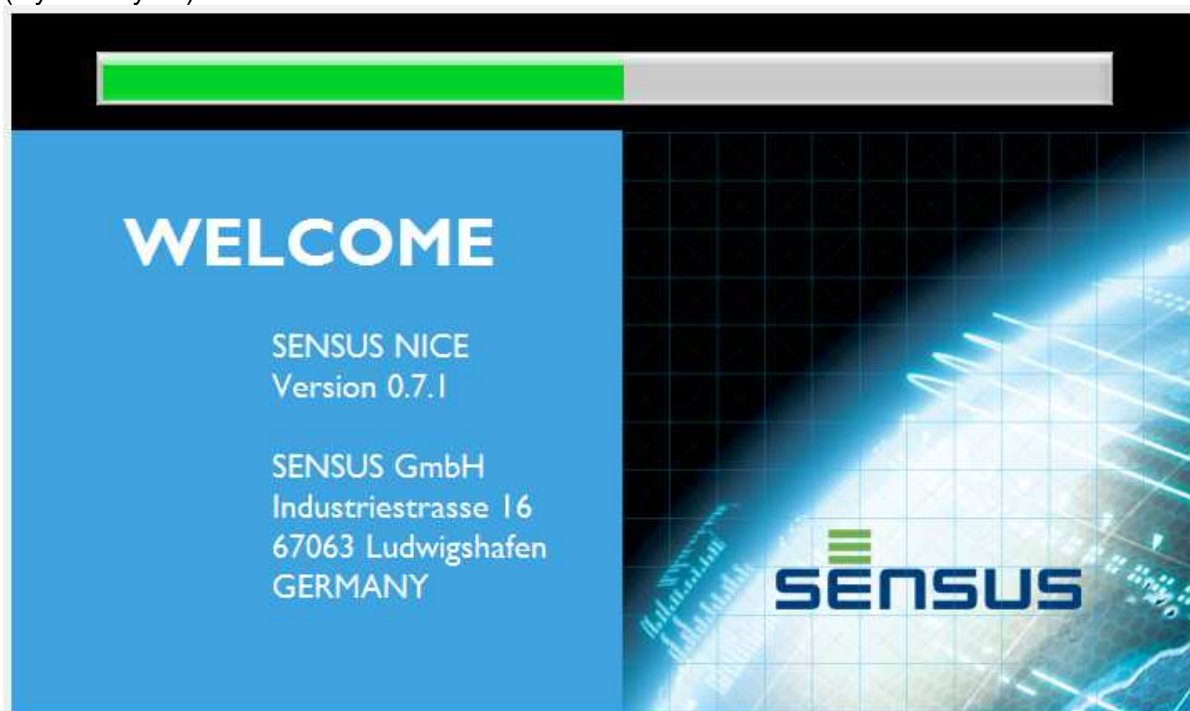 WELCOME
SENSUS NICE
Version 0.7.1
SENSUS GmbH
Industriestrasse 16
67063 Ludwigshafen
GERMANY
sensus